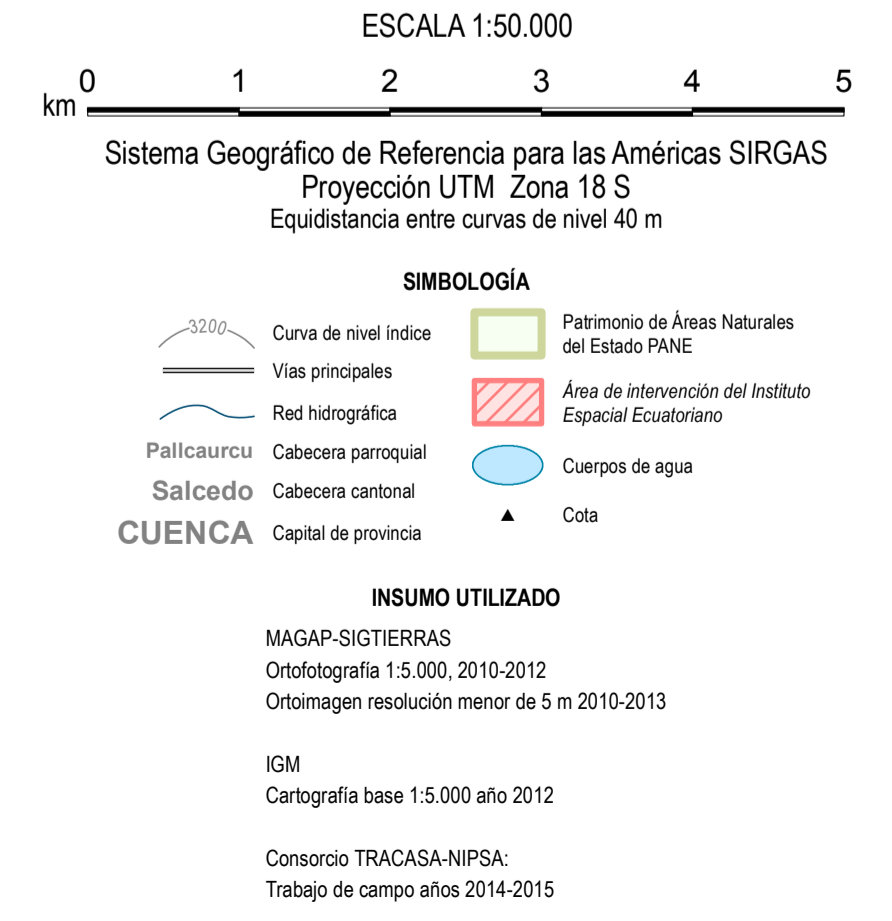 ESCALA 1:50.000
0 1 2 3 4 5
km
Sistema Geográfico de Referencia para las Américas SIRGAS
Proyección UTM Zona 18 S
Equidistancia entre curvas de nivel 40 m
SIMBOLOGÍA
3200 Curva de nivel índice
Vías principales
Red hidrográfica
Pallcaurcu Cabecera parroquial
Salcedo Cabecera cantonal
CUENCA Capital de provincia
Patrimonio de Áreas Naturales
del Estado PANE
Área de intervención del Instituto
Espacial Ecuatoriano
Cuerpos de agua
Cota
INSUMO UTILIZADO
MAGAP-SIGTIERRAS
Ortofotografía 1:5.000, 2010-2012
Ortoimagen resolución menor de 5 m 2010-2013
IGM
Cartografía base 1:5.000 año 2012
Consorcio TRACASA-NIPSA:
Trabajo de campo años 2014-2015